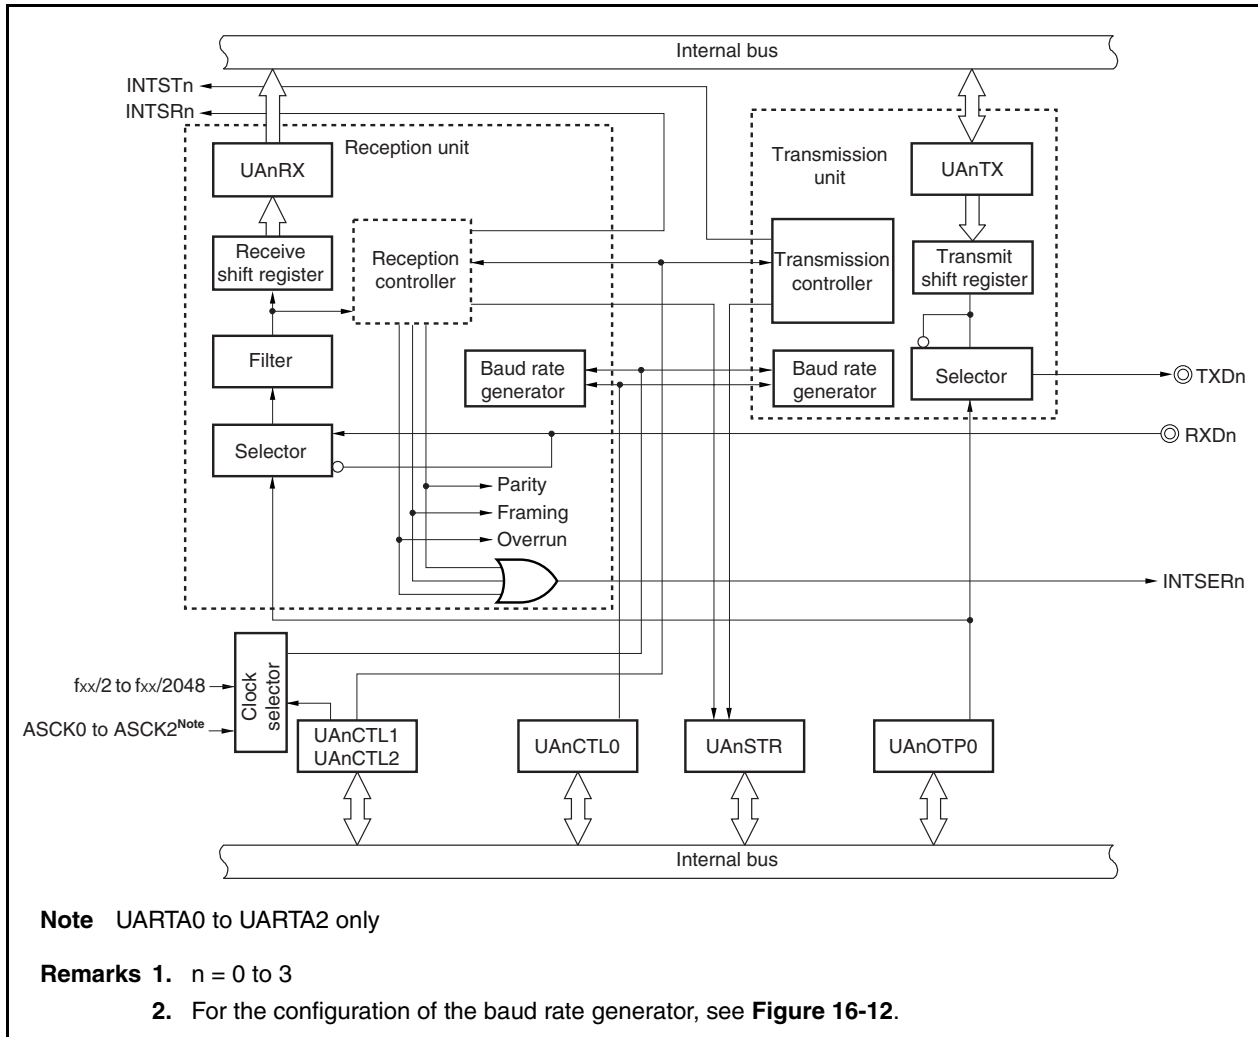 Internal bus
INTSTn
INTSRn
Reception unit
UAnRX
Transmission
unit
UAnTX
Receive
shift register
Reception
controller
Transmission
controller
Transmit
shift register
Filter
Baud rate
generator
Baud rate
generator
Selector
TXDn
RXDn
Selector
Parity
Framing
Overrun
INTSERn
Clock
selector
fxx/2 to fxx/2048
ASCK0 to ASCK2Note
UAnCTL1
UAnCTL2
UAnCTL0
UAnSTR
UAnOTP0
Internal bus
Note UARTA0 to UARTA2 only
Remarks 1. n = 0 to 3
2. For the configuration of the baud rate generator, see Figure 16-12.